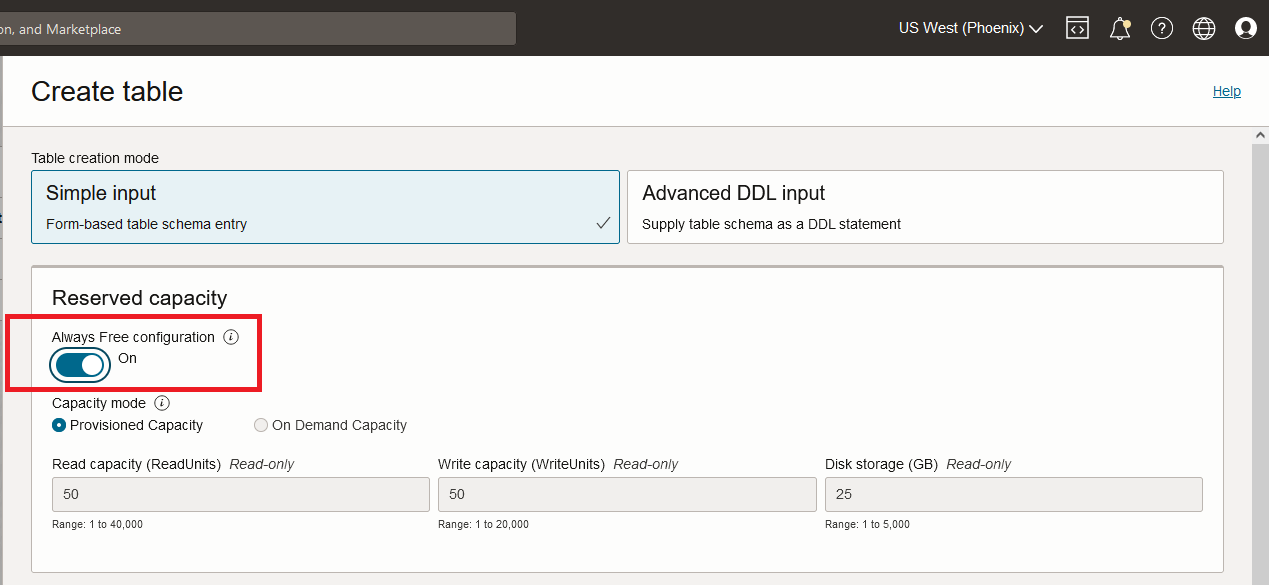 on, and Marketplace
US West (Phoenix)
Create table
Help
Table creation mode
Simple input
Form-based table schema entry
Advanced DDL input
Supply table schema as a DDL statement
Reserved capacity
Always Free configuration
On
Capacity mode
Provisioned Capacity
On Demand Capacity
Read capacity (ReadUnits) Read-only
Write capacity (WriteUnits) Read-only
Disk storage (GB) Read-only
50
50
25
Range: 1 to 40,000
Range: 1 to 20,000
Range: 1 to 5,000